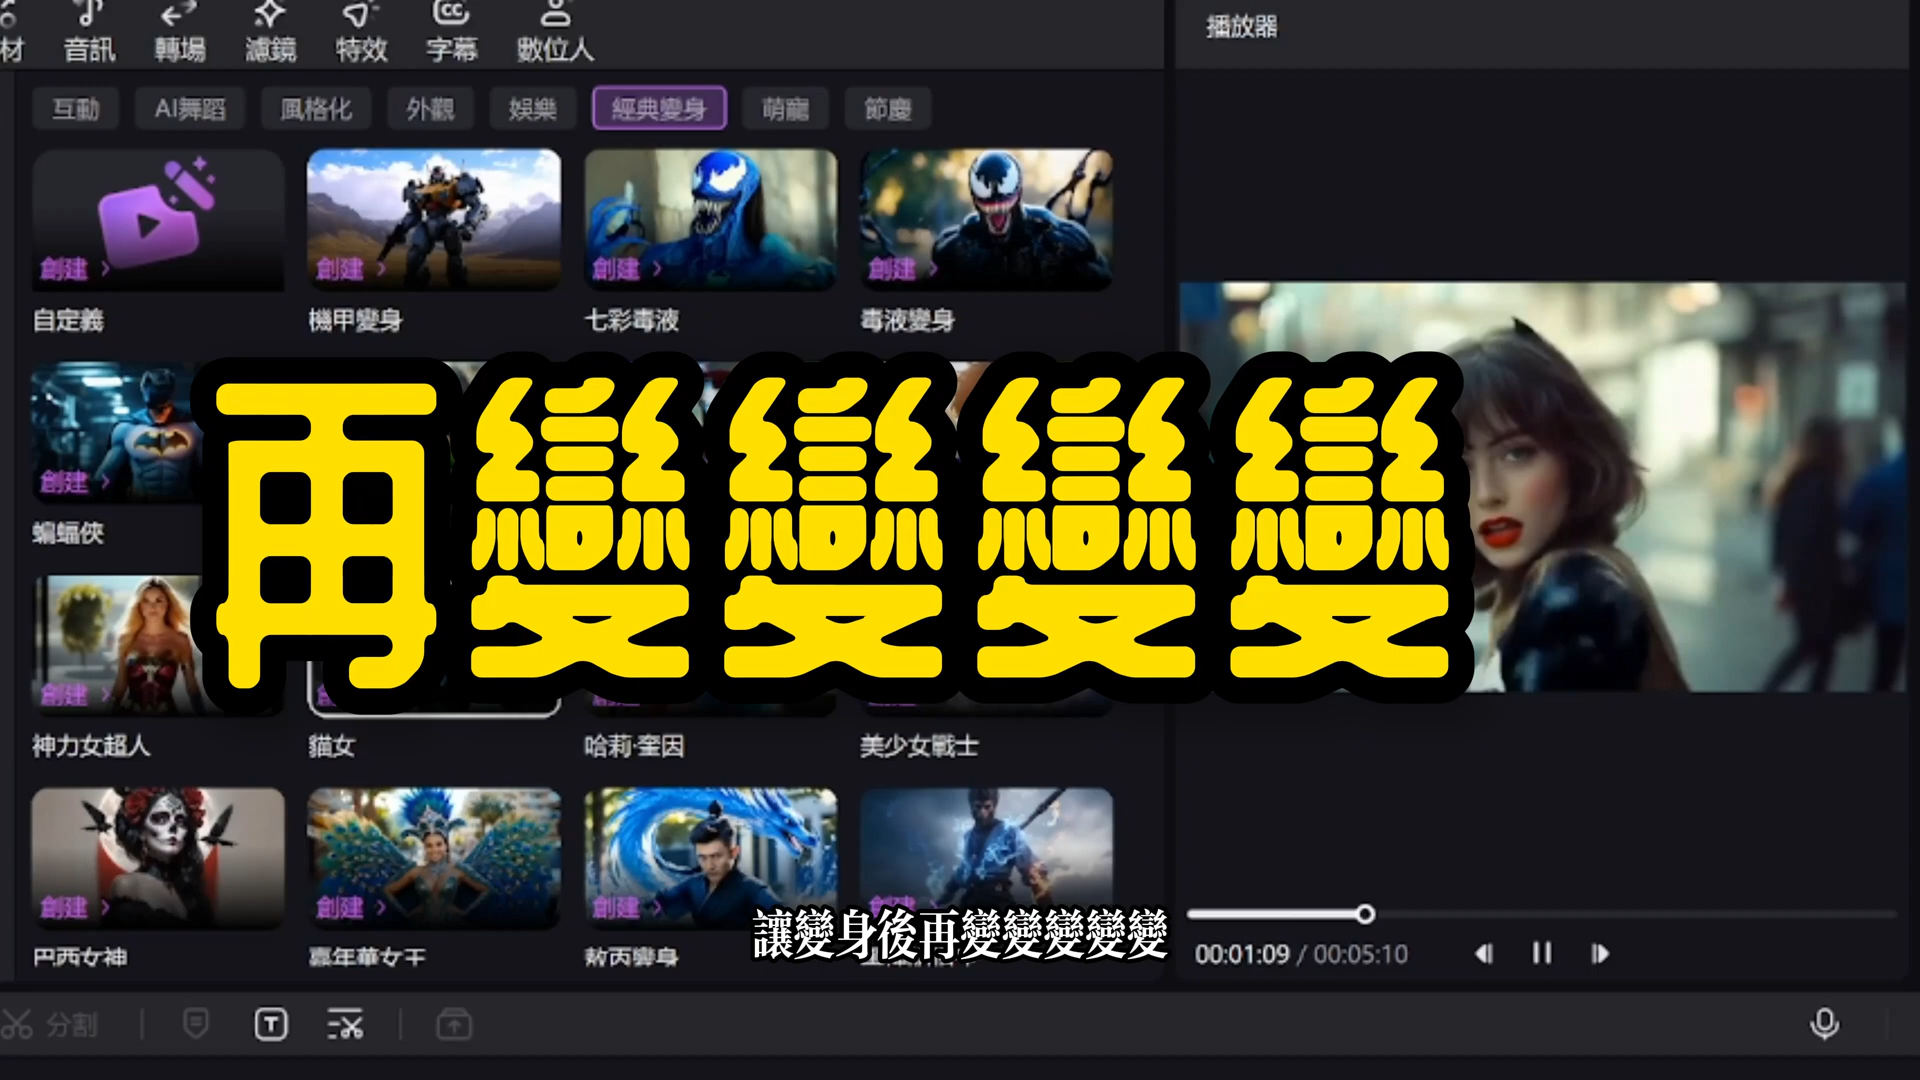 材 音訊 轉場 濾鏡 特效 字幕 數位人
播放器
互動 AI舞蹈 風格化 外觀 娛樂 經典變身 萌寵 節慶
創建 創建 創建 創建
自定義 機甲變身 七彩毒液 毒液變身
再變變變變
創建
蝙蝠俠
創建
神力女超人 貓女 哈莉·奎因 美少女戰士
創建 創建 創建 創建
巴西女神 嘉年華女王 敖丙變身
讓變身後再變變變變變
00:01:09 / 00:05:10
分割